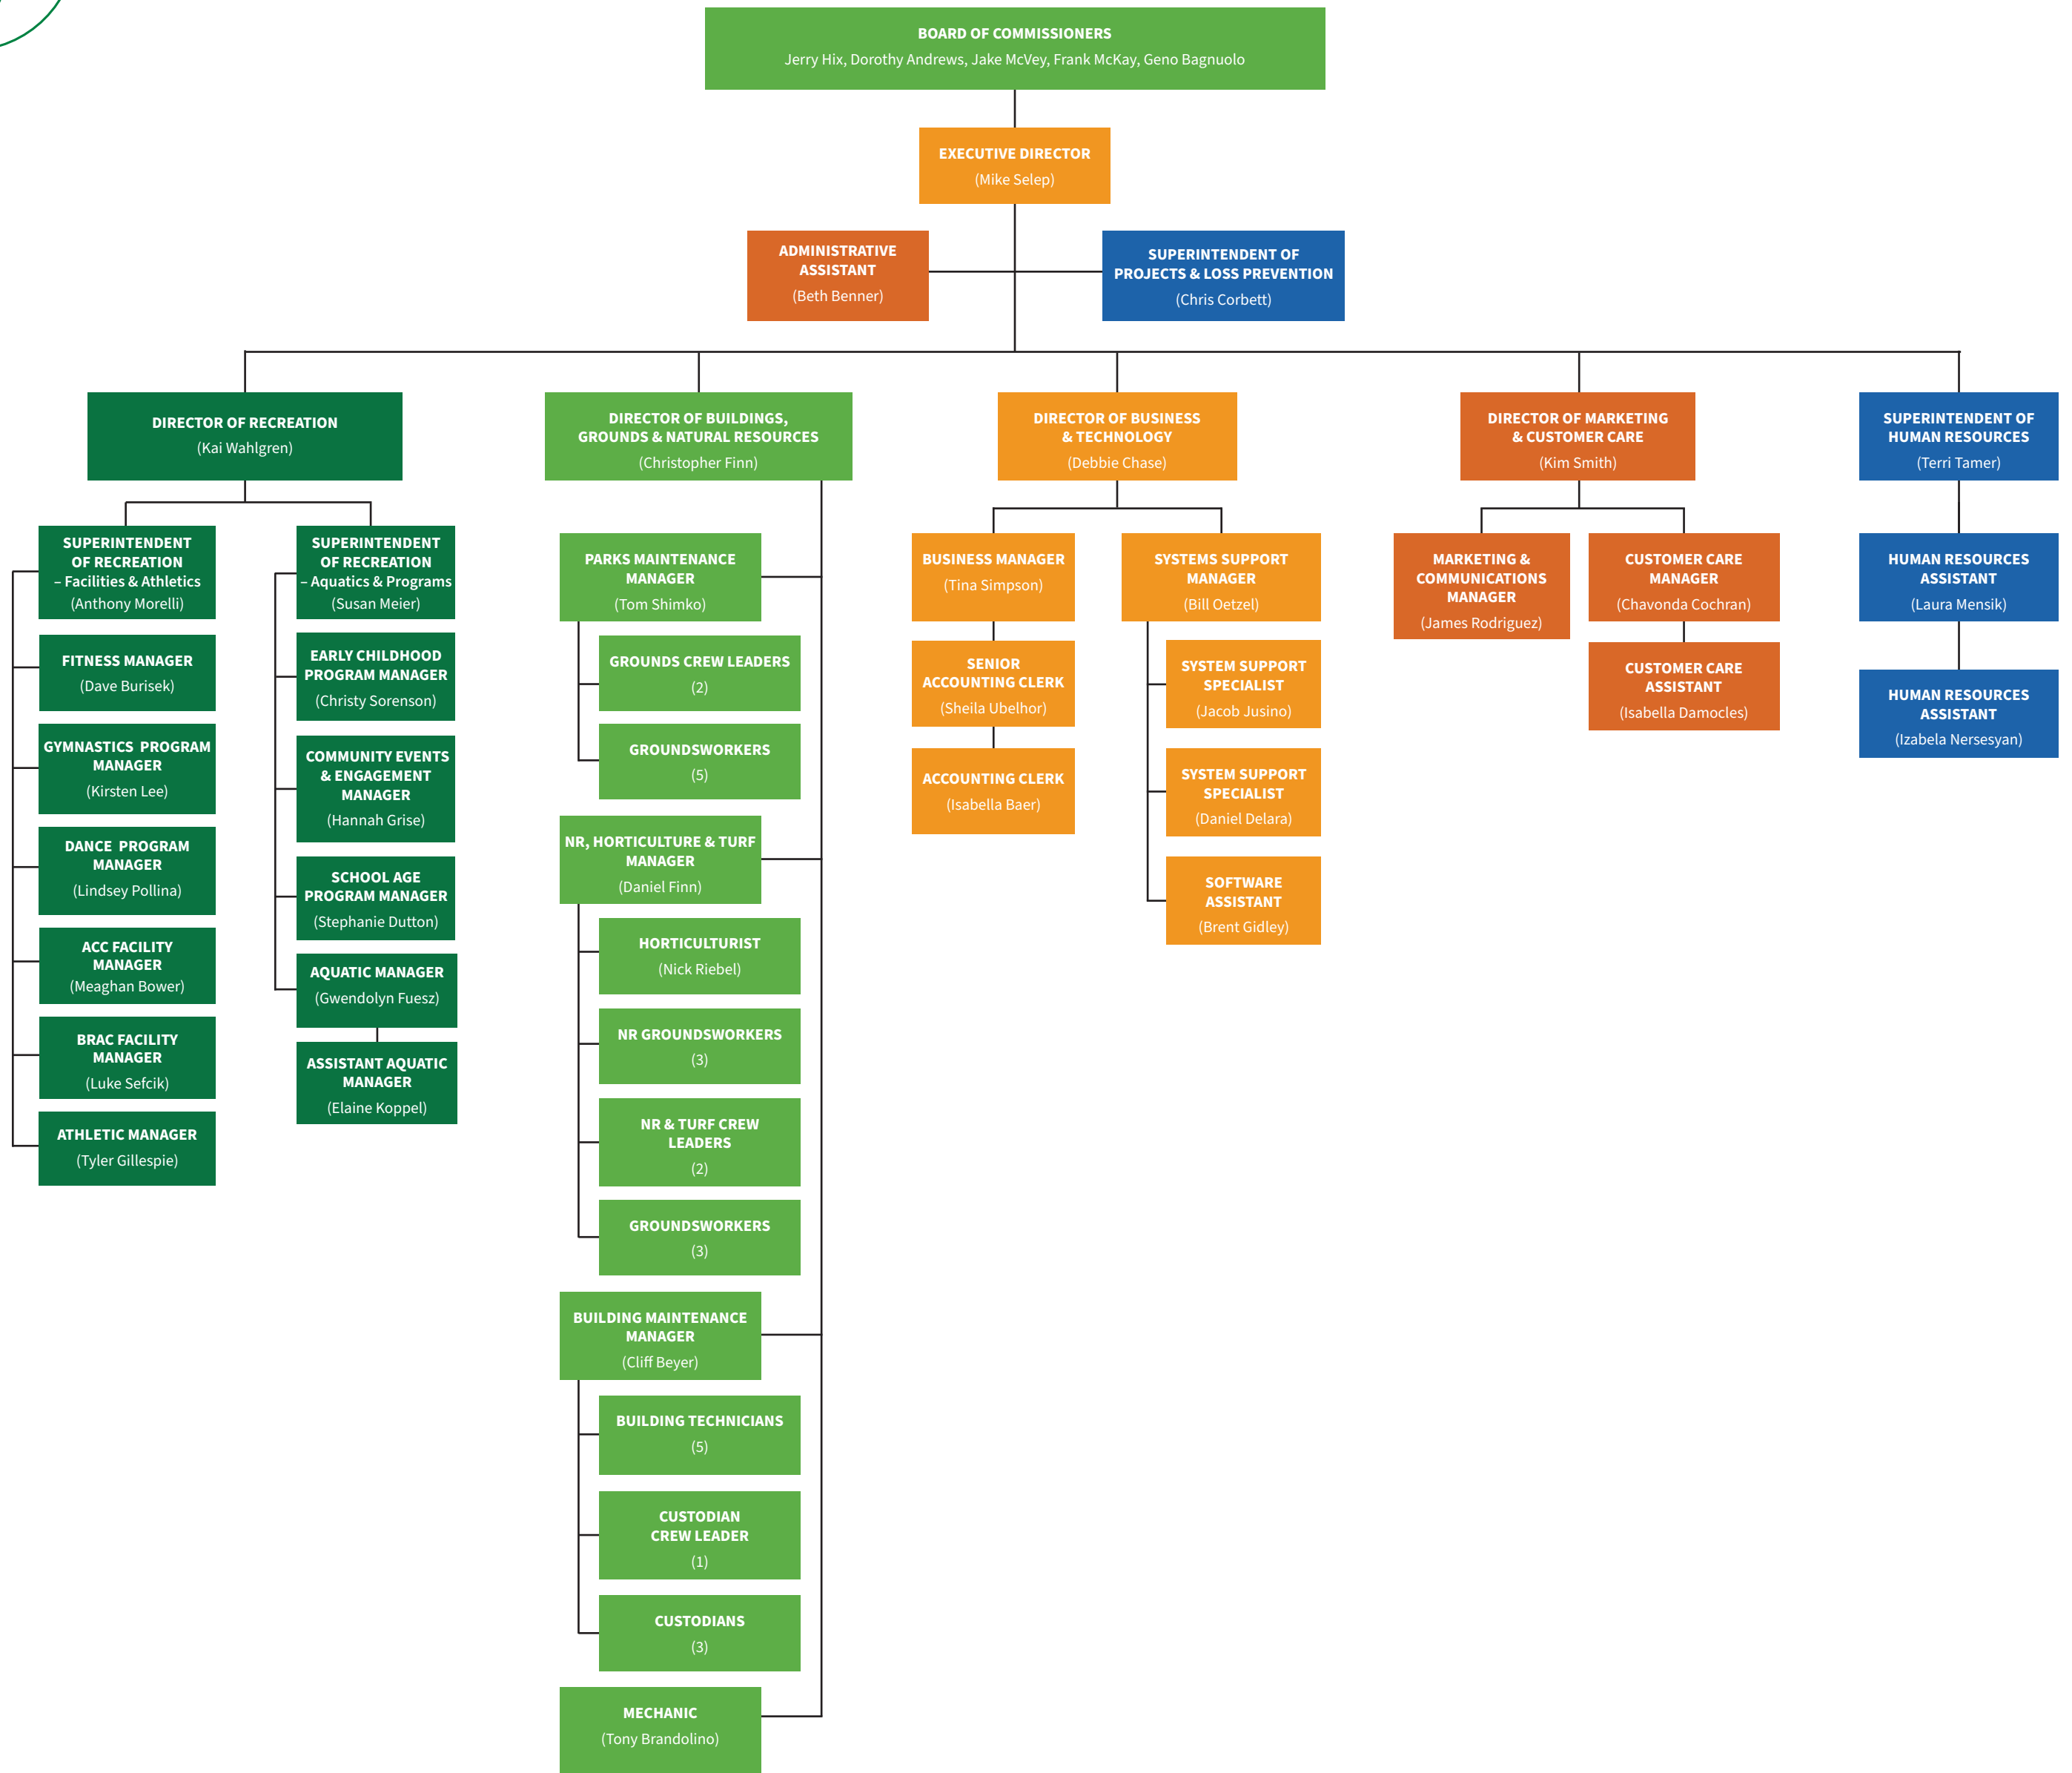 BOARD OF COMMISSIONERS
Jerry Hix, Dorothy Andrews, Jake McVey, Frank McKay, Geno Bagnuolo
EXECUTIVE DIRECTOR
(Mike Selep)
ADMINISTRATIVE
ASSISTANT
(Beth Benner)
SUPERINTENDENT OF
PROJECTS & LOSS PREVENTION
(Chris Corbett)
DIRECTOR OF RECREATION
(Kai Wahlgren)
SUPERINTENDENT
OF RECREATION
– Facilities & Athletics
(Anthony Morelli)
FITNESS MANAGER
(Dave Burisek)
GYMNASTICS PROGRAM
MANAGER
(Kirsten Lee)
DANCE PROGRAM
MANAGER
(Lindsey Pollina)
ACC FACILITY
MANAGER
(Meaghan Bower)
BRAC FACILITY
MANAGER
(Luke Sefcik)
ATHLETIC MANAGER
(Tyler Gillespie)
SUPERINTENDENT
OF RECREATION
– Aquatics & Programs
(Susan Meier)
EARLY CHILDHOOD
PROGRAM MANAGER
(Christy Sorenson)
COMMUNITY EVENTS
& ENGAGEMENT
MANAGER
(Hannah Grise)
SCHOOL AGE
PROGRAM MANAGER
(Stephanie Dutton)
AQUATIC MANAGER
(Gwendolyn Fuesz)
ASSISTANT AQUATIC
MANAGER
(Elaine Koppel)
DIRECTOR OF BUILDINGS,
GROUNDS & NATURAL RESOURCES
(Christopher Finn)
PARKS MAINTENANCE
MANAGER
(Tom Shimko)
GROUNDS CREW LEADERS
(2)
GROUNDSWORKERS
(5)
NR, HORTICULTURE & TURF
MANAGER
(Daniel Finn)
HORTICULTURIST
(Nick Riebel)
NR GROUNDSWORKERS
(3)
NR & TURF CREW
LEADERS
(2)
GROUNDSWORKERS
(3)
BUILDING MAINTENANCE
MANAGER
(Cliff Beyer)
BUILDING TECHNICIANS
(5)
CUSTODIAN
CREW LEADER
(1)
CUSTODIANS
(3)
MECHANIC
(Tony Brandolino)
DIRECTOR OF BUSINESS
& TECHNOLOGY
(Debbie Chase)
BUSINESS MANAGER
(Tina Simpson)
SENIOR
ACCOUNTING CLERK
(Sheila Ubelhor)
ACCOUNTING CLERK
(Isabella Baer)
SYSTEMS SUPPORT
MANAGER
(Bill Oetzel)
SYSTEM SUPPORT
SPECIALIST
(Jacob Jusino)
SYSTEM SUPPORT
SPECIALIST
(Daniel Delara)
SOFTWARE
ASSISTANT
(Brent Gidley)
DIRECTOR OF MARKETING
& CUSTOMER CARE
(Kim Smith)
MARKETING &
COMMUNICATIONS
MANAGER
(James Rodriguez)
CUSTOMER CARE
MANAGER
(Chavonda Cochran)
CUSTOMER CARE
ASSISTANT
(Isabella Damocles)
SUPERINTENDENT OF
HUMAN RESOURCES
(Terri Tamer)
HUMAN RESOURCES
ASSISTANT
(Laura Mensik)
HUMAN RESOURCES
ASSISTANT
(Izabela Nersesyan)